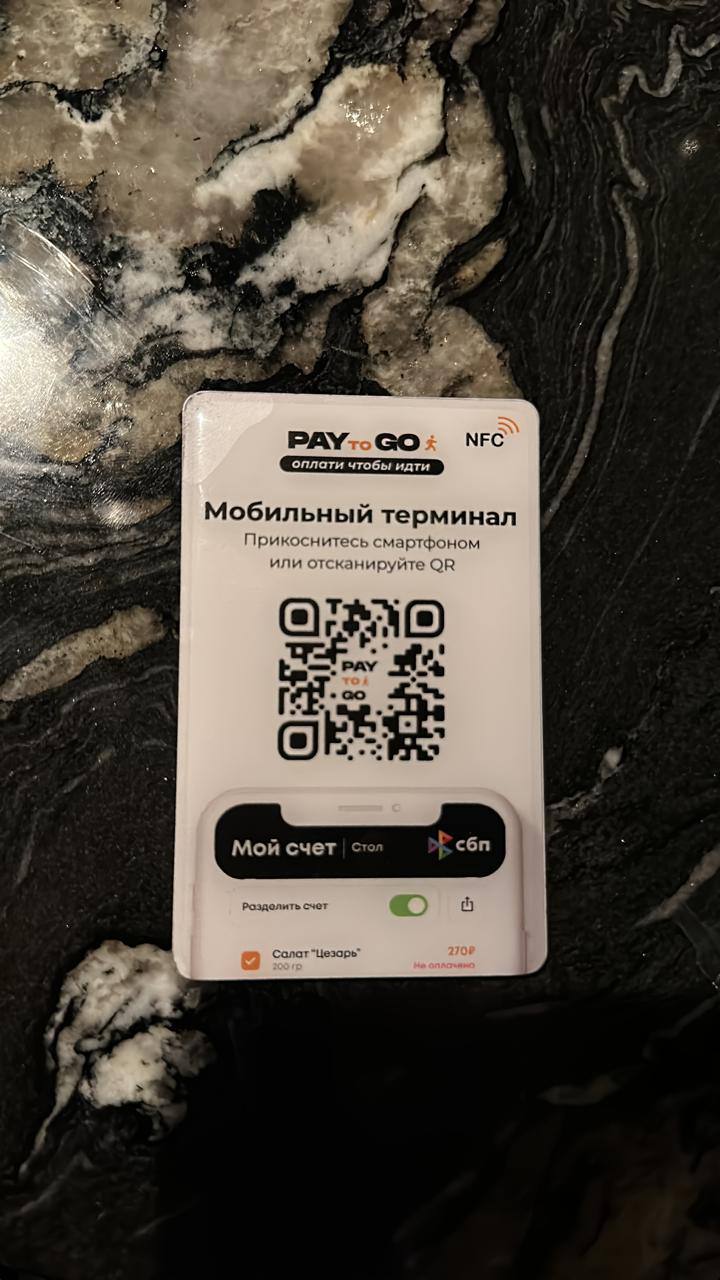 PAY TO GO
NFC
оплати чтобы идти
Мобильный терминал
Прикоснитесь смартфоном
или отсканируйте QR
PAY
TO
GO
Мой счет | Стол
сбп
Разделить счет
Салат "Цезарь"
270₽
200 гр
Не оплачено